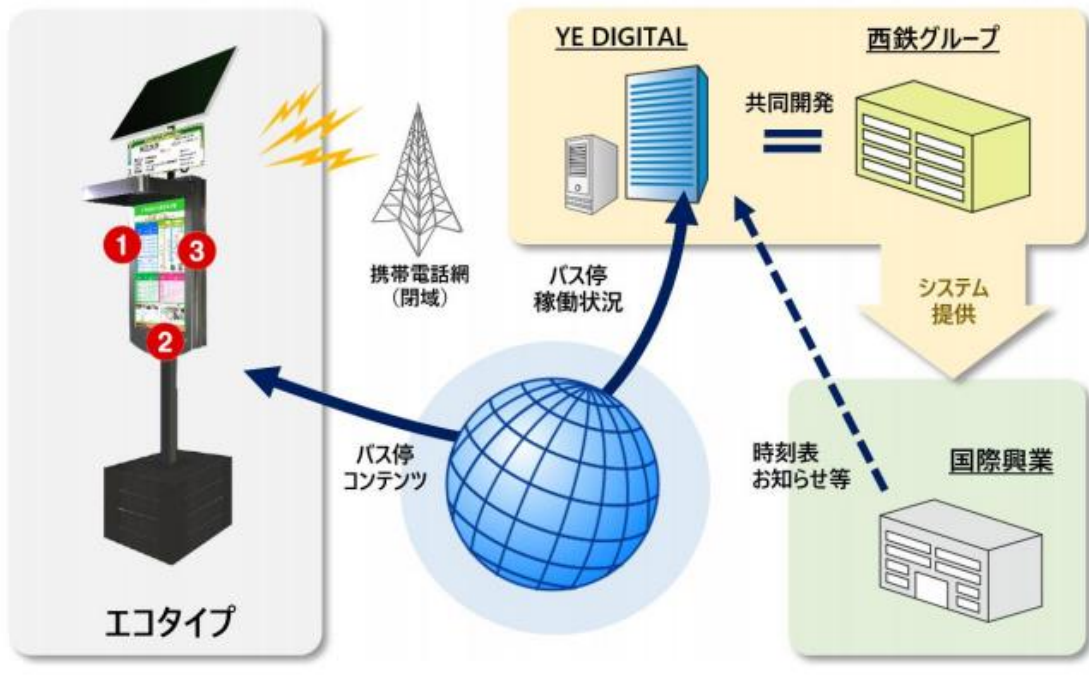 YE DIGITAL
西鉄グループ
共同開発
携帯電話網
（閉域）
バス停
稼働状況
システム
提供
1
3
2
バス停
コンテンツ
時刻表
お知らせ等
国際興業
エコタイプ